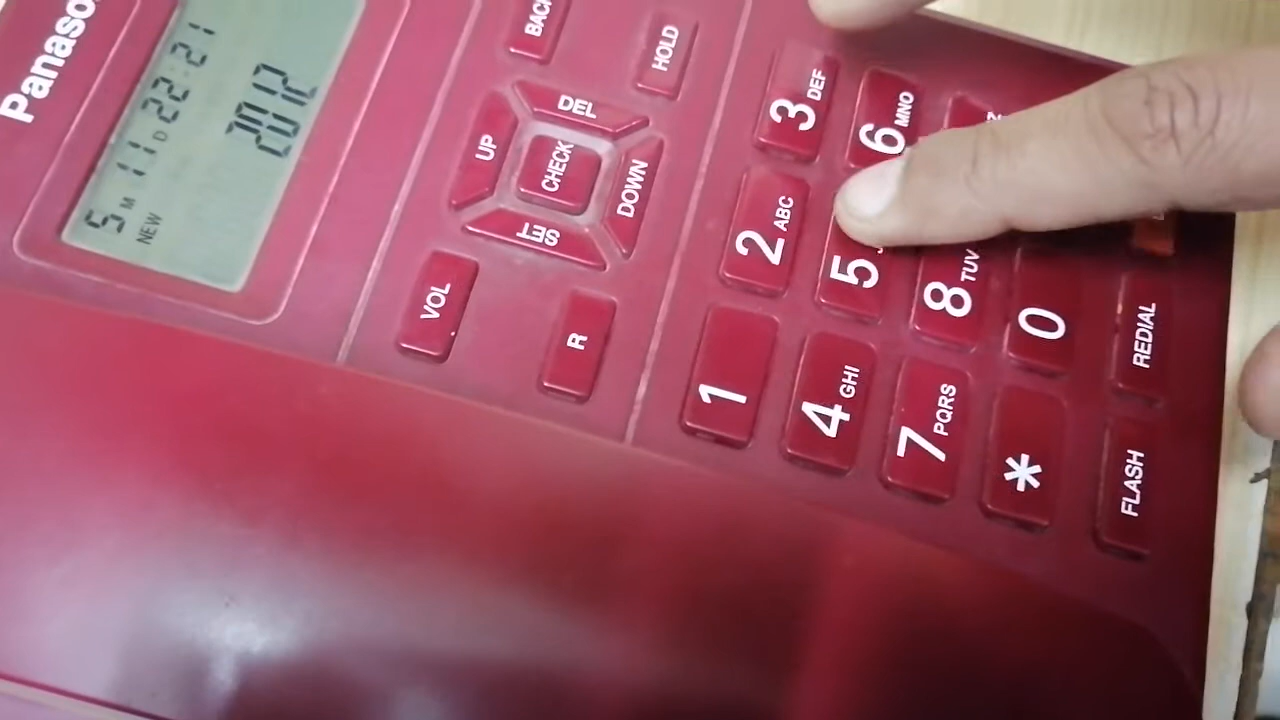 Panaso
5 M 11 D 22:21
NEW
2012
BACK
HOLD
DEL
UP
CHECK
DOWN
SET
VOL
R
1
2 ABC
3 DEF
4 GHI
5
6 MNO
7 PQRS
8 TUV
*
0
FLASH
REDIAL